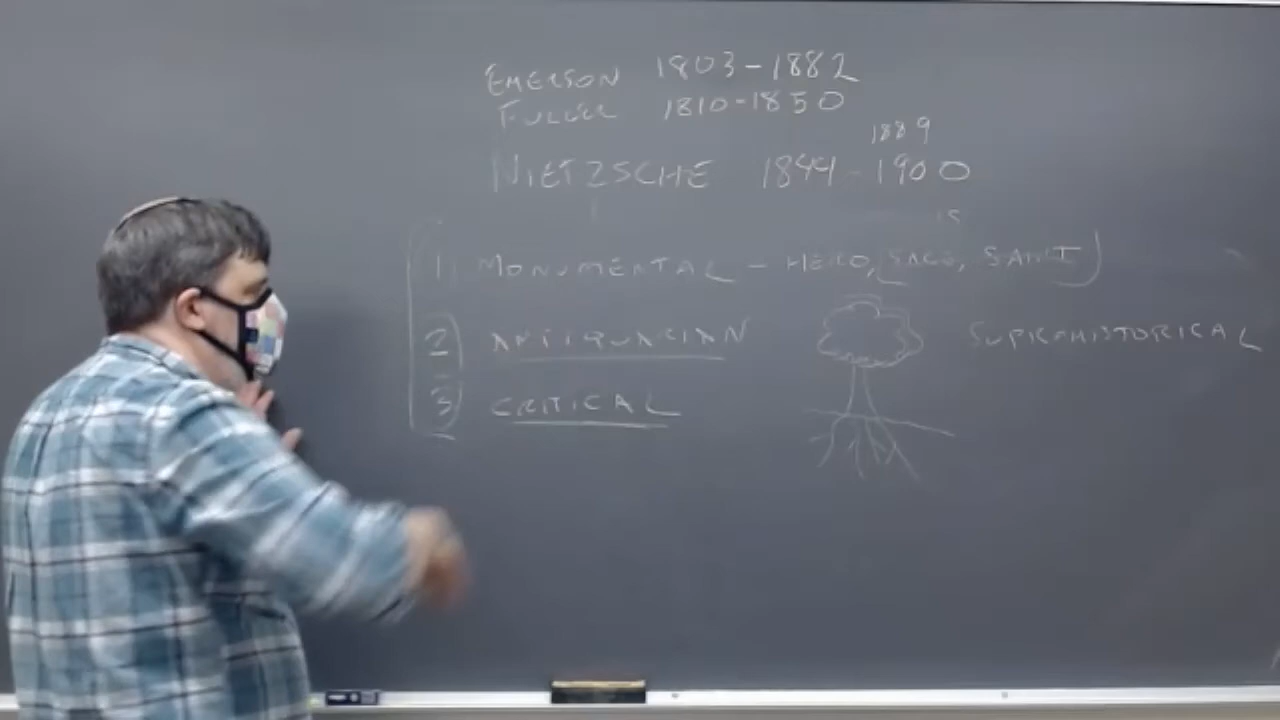 EMERSON 1803-1882
FULLER 1810-1850
1889
NIETZSCHE 1844-1900
1) MONUMENTAL - HERO, (SAGE, SAINT)
2) ANTIQUARIAN SUPRAHISTORICAL
3) CRITICAL